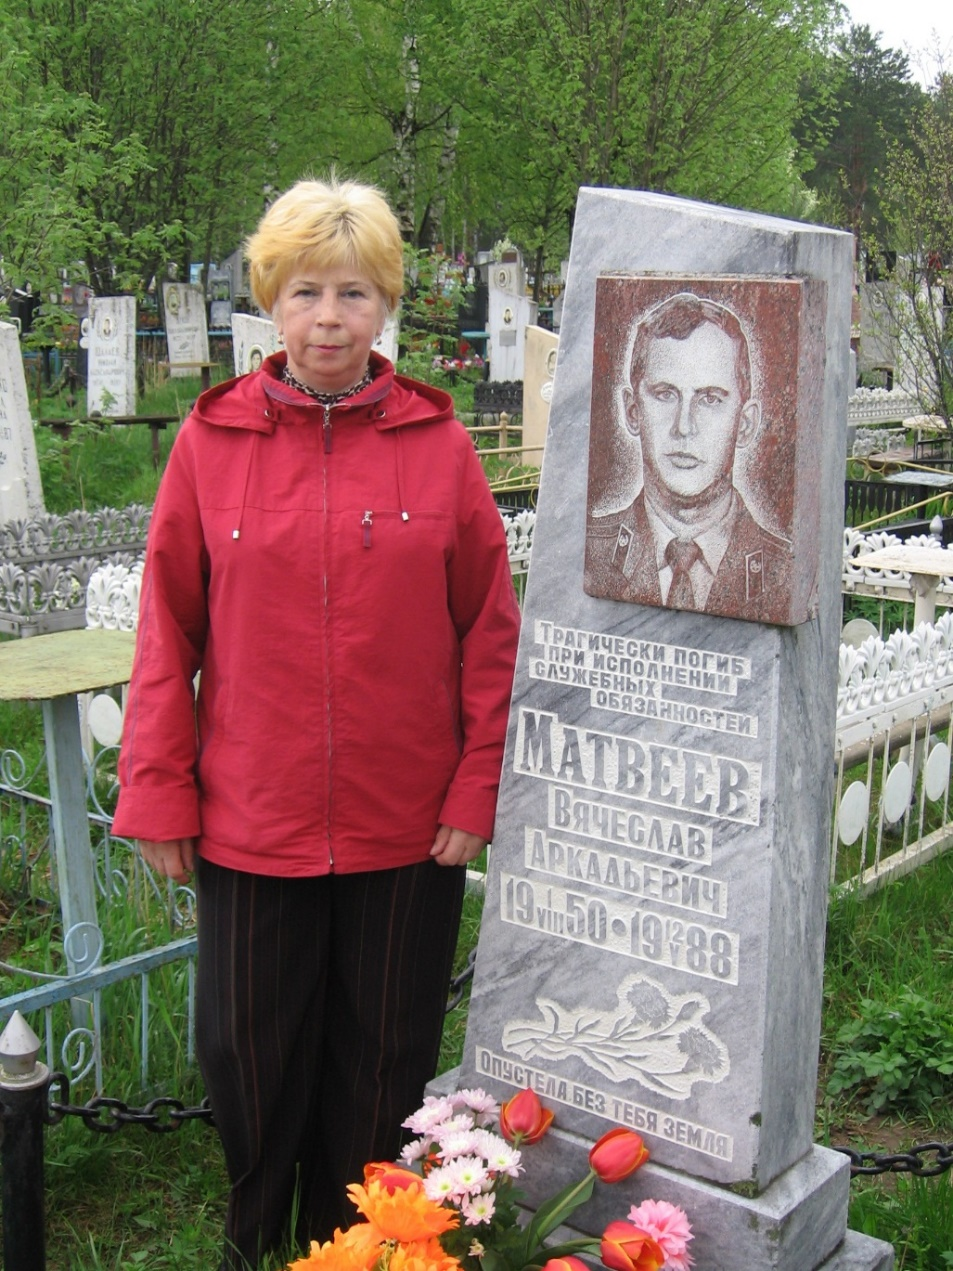 Трагически погиб
при исполнении
служебных
обязанностей
Матвеев
Вячеслав
Аркадьевич
19 1/VIII 50 • 19 12/V 88
Опустела без тебя земля